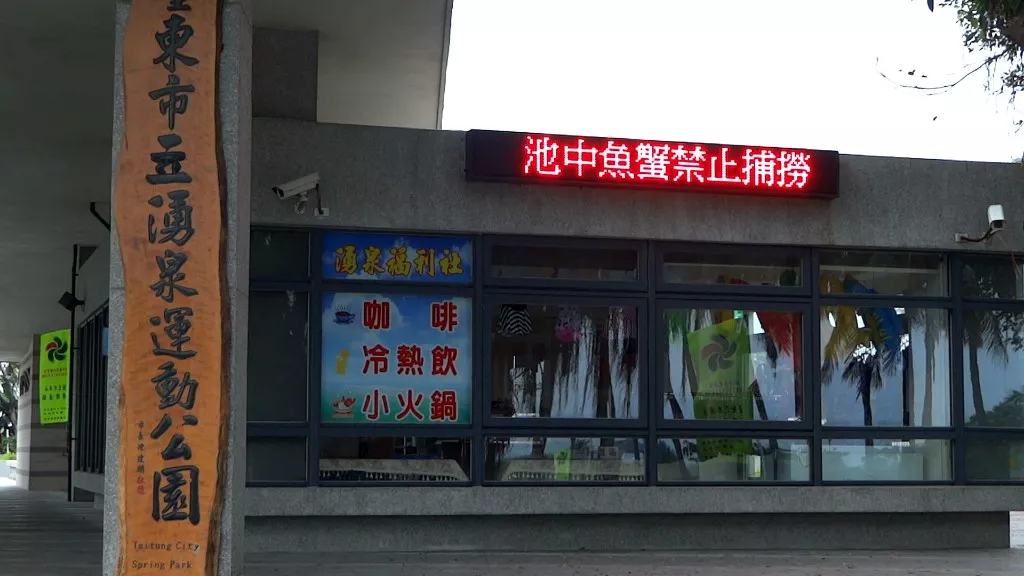 東市立湧泉運動公園
Taitung City
Spring Park
池中魚蟹禁止捕撈
湧泉福利社
咖 啡
冷熱飲
小火鍋